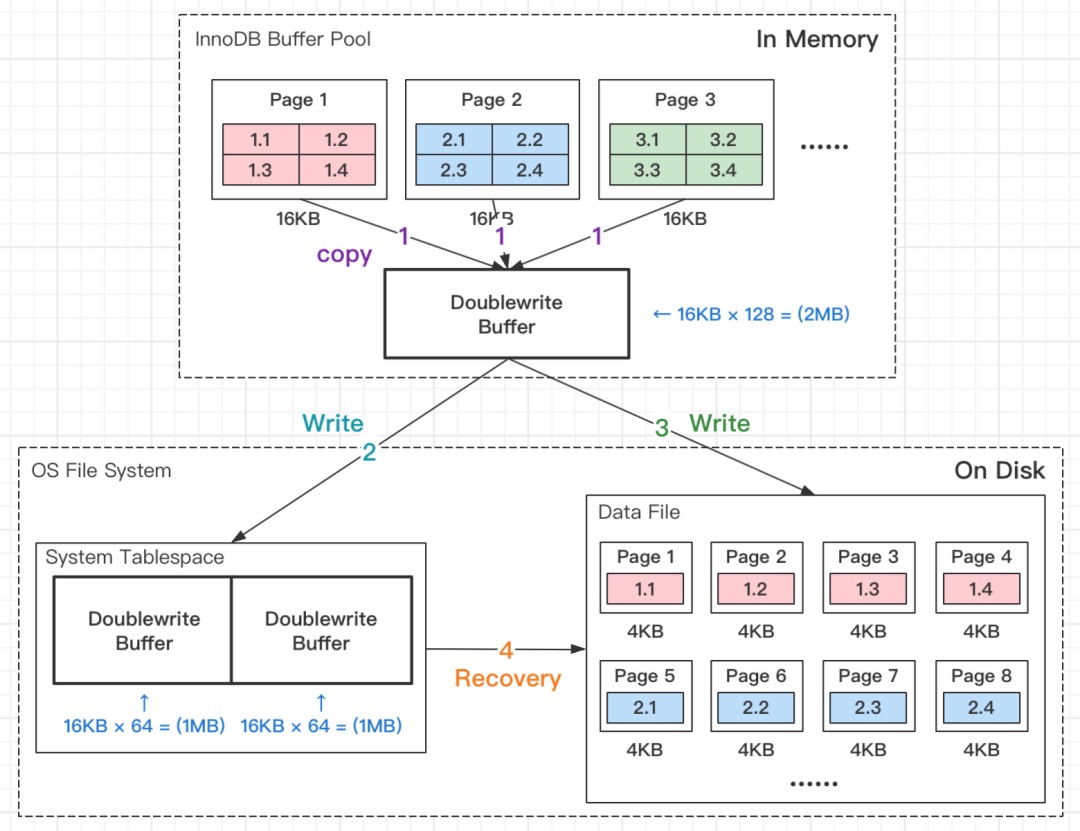 InnoDB Buffer Pool
In Memory
Page 1
Page 2
Page 3
1.1 1.2
2.1 2.2
3.1 3.2
1.3 1.4
2.3 2.4
3.3 3.4
······
16KB
16KB
16KB
1
1
1
copy
Doublewrite
Buffer
← 16KB × 128 = (2MB)
Write
2
3
Write
OS File System
On Disk
System Tablespace
Doublewrite
Buffer
Doublewrite
Buffer
↑
↑
16KB × 64 = (1MB)
16KB × 64 = (1MB)
4
Recovery
Data File
Page 1
Page 2
Page 3
Page 4
1.1
1.2
1.3
1.4
4KB
4KB
4KB
4KB
Page 5
Page 6
Page 7
Page 8
2.1
2.2
2.3
2.4
4KB
4KB
4KB
4KB
······